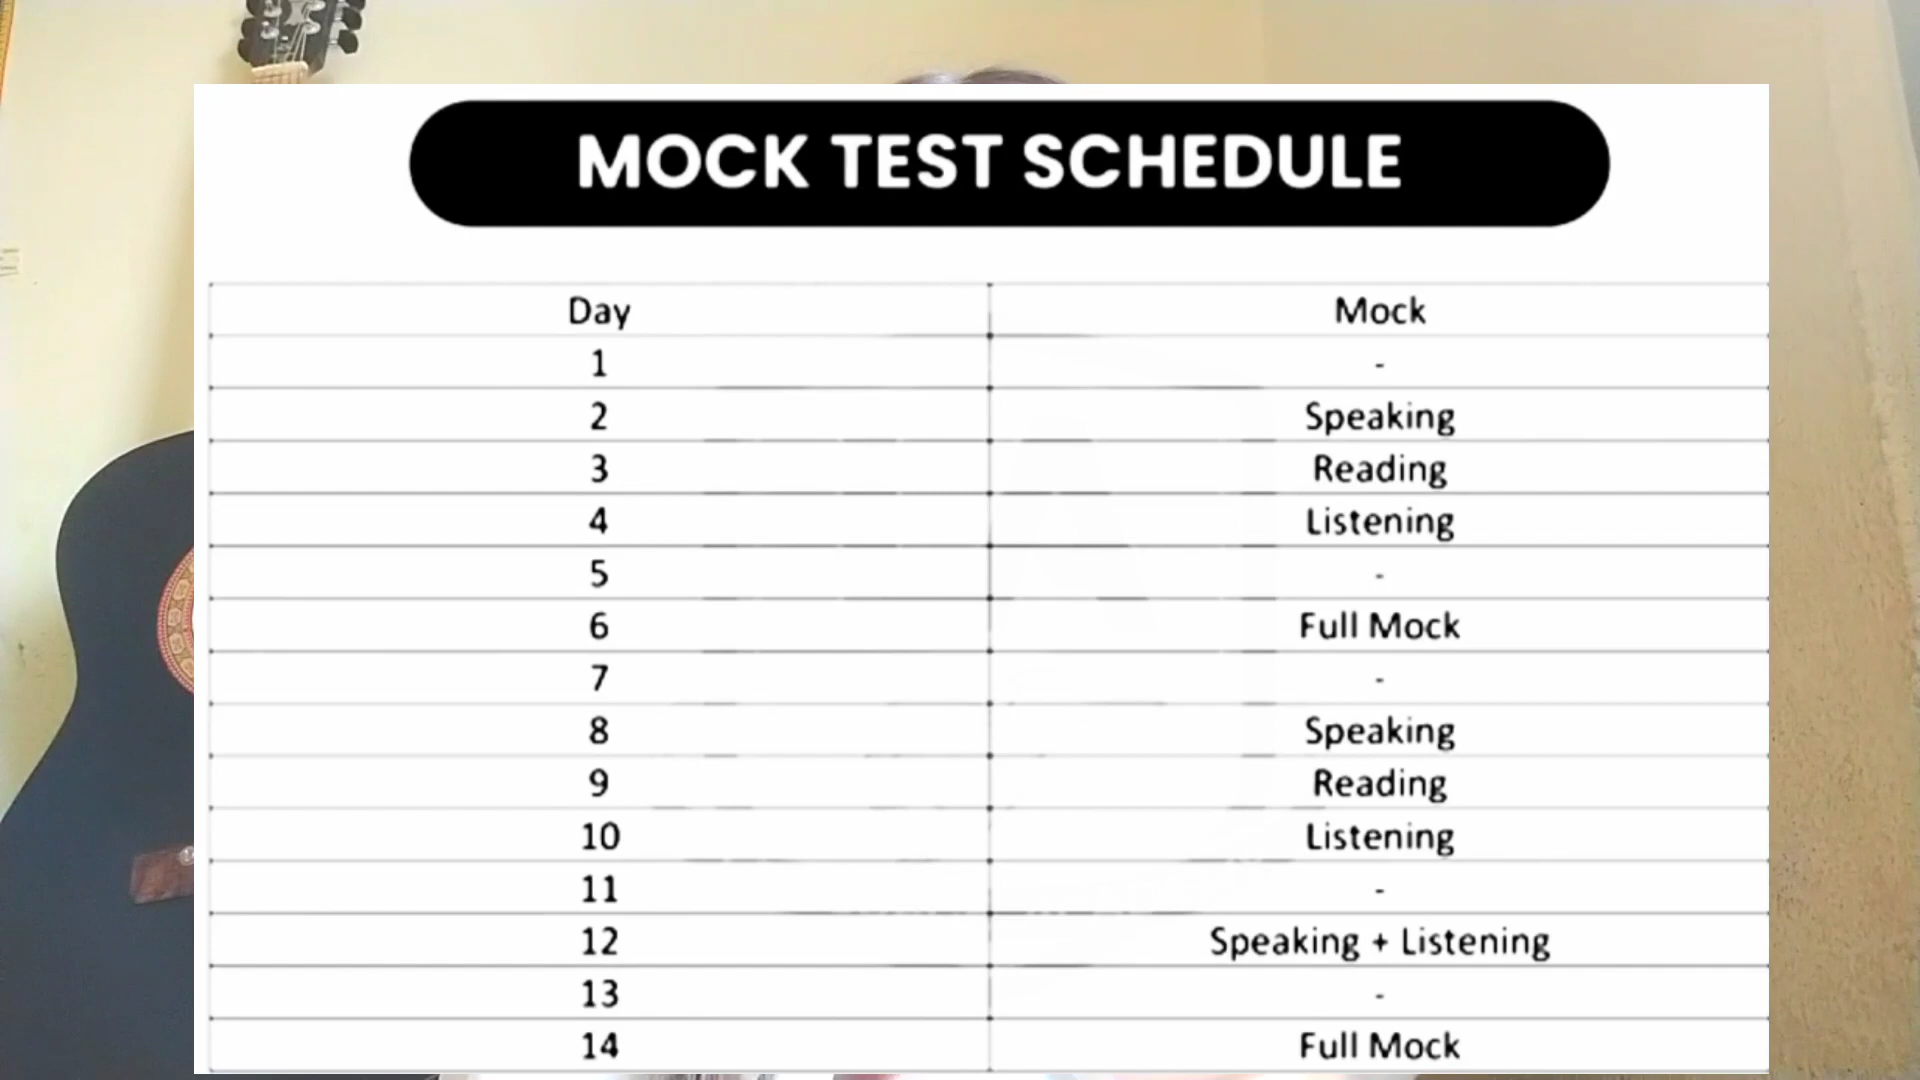 MOCK TEST SCHEDULE
Day Mock
1 -
2 Speaking
3 Reading
4 Listening
5 -
6 Full Mock
7 -
8 Speaking
9 Reading
10 Listening
11 -
12 Speaking + Listening
13 -
14 Full Mock